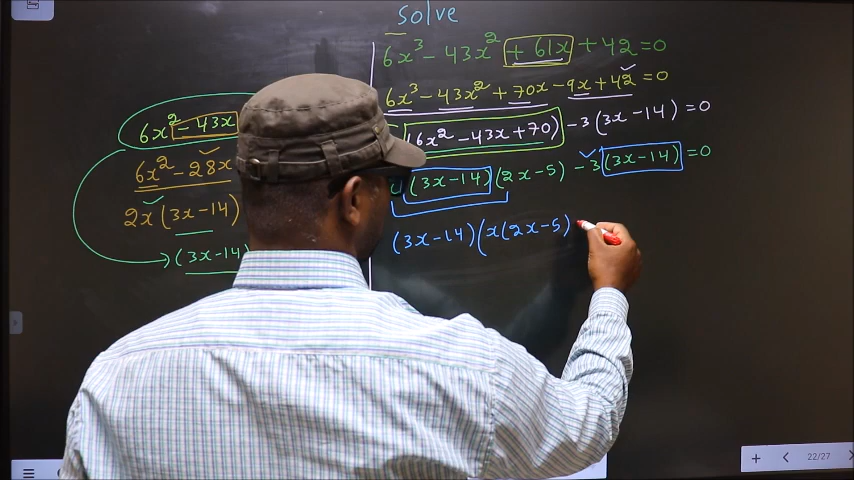 solve
6x³ - 43x² + 61x + 42 = 0
6x³ - 43x² + 70x - 9x + 42 = 0
(6x² - 43x + 70) - 3(3x - 14) = 0
(3x - 14)(2x - 5) - 3(3x - 14) = 0
(3x - 14)(x(2x - 5)
6x² - 43x
6x² - 28x
2x(3x - 14)
(3x - 14)
22/27